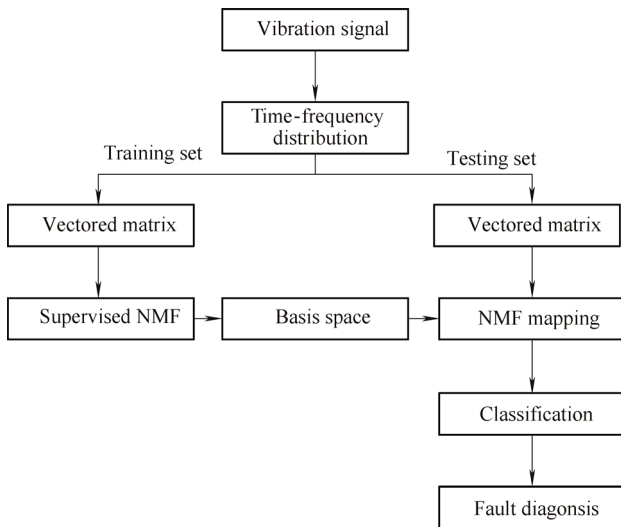 Vibration signal
Time-frequency
distribution
Training set
Testing set
Vectored matrix
Vectored matrix
Supervised NMF
Basis space
NMF mapping
Classification
Fault diagonsis